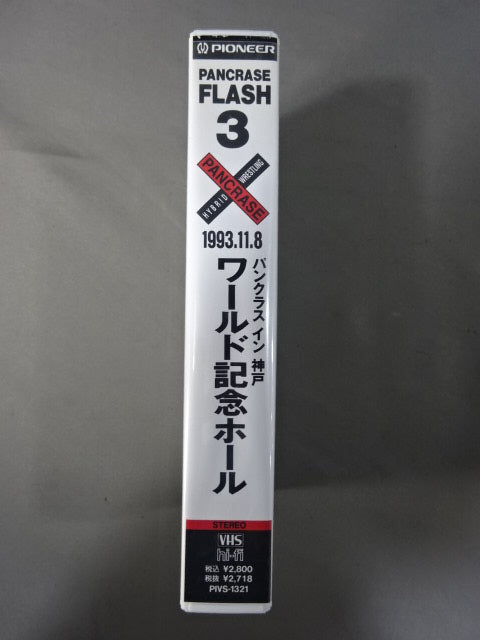 PIONEER
PANCRASE
FLASH
3
PANCRASE
HYBRID WRESTLING
1993.11.8
パンクラス イン 神戸
ワールド記念ホール
STEREO
VHS
hi-fi
税込 ¥2,800
税抜 ¥2,718
PIVS-1321